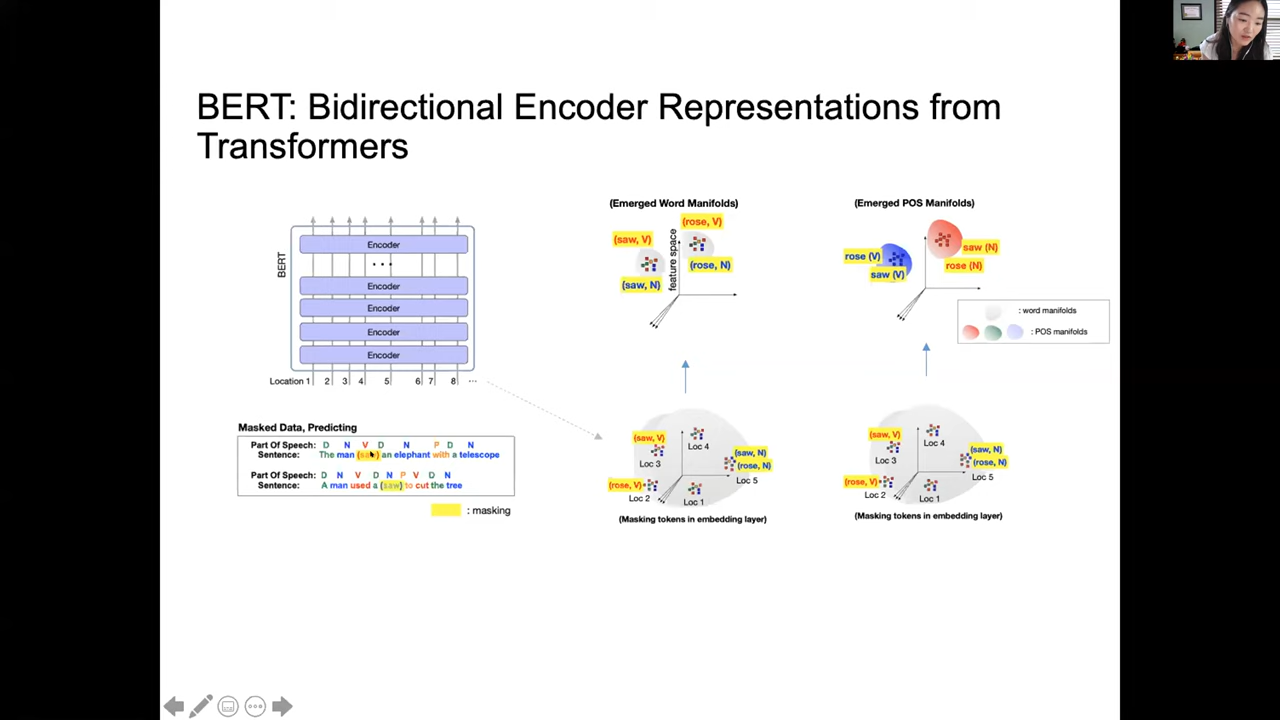 BERT: Bidirectional Encoder Representations from
Transformers
BERT
Encoder
• • •
Encoder
Encoder
Encoder
Encoder
Location 1 2 3 4 5 6 7 8 ...
Masked Data, Predicting
Part Of Speech: D N V D N P D N
Sentence: The man (saw) an elephant with a telescope
Part Of Speech: D N V D N P V D N
Sentence: A man used a (saw) to cut the tree
: masking
(Emerged Word Manifolds)
(rose, V)
(saw, V)
feature space
(rose, N)
(saw, N)
(saw, V)
Loc 4
(saw, N)
(rose, N)
Loc 3
Loc 5
(rose, V)
Loc 2
Loc 1
(Masking tokens in embedding layer)
(Emerged POS Manifolds)
saw (N)
rose (V)
rose (N)
saw (V)
: word manifolds
: POS manifolds
(saw, V)
Loc 4
(saw, N)
(rose, N)
Loc 3
Loc 5
(rose, V)
Loc 2
Loc 1
(Masking tokens in embedding layer)